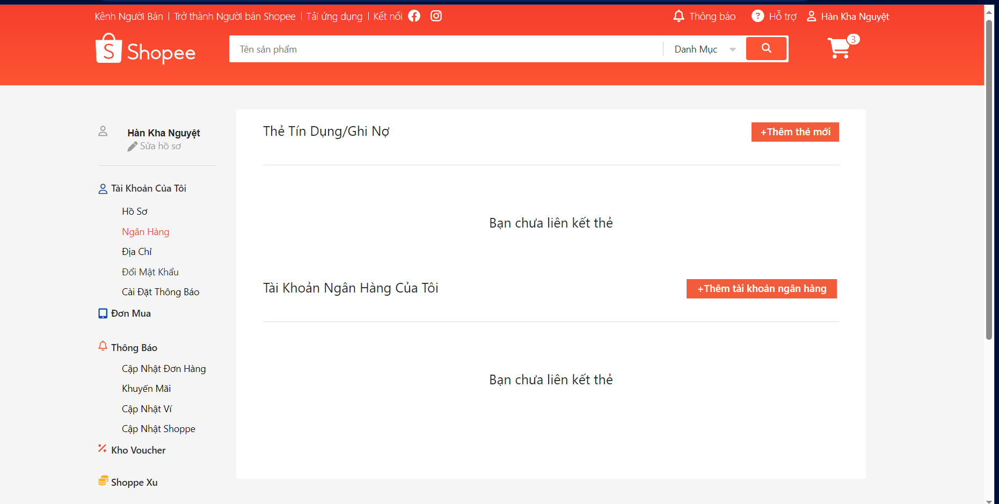 Kênh Người Bán | Trở thành Người bán Shopee | Tải ứng dụng | Kết nối
Thông báo ? Hỗ trợ Hàn Kha Nguyệt
S Shopee
Tên sản phẩm Danh Mục
3
Hàn Kha Nguyệt
Sửa hồ sơ
Tài Khoản Của Tôi
Hồ Sơ
Ngân Hàng
Địa Chỉ
Đổi Mật Khẩu
Cài Đặt Thông Báo
Đơn Mua
Thông Báo
Cập Nhật Đơn Hàng
Khuyến Mãi
Cập Nhật Ví
Cập Nhật Shoppe
Kho Voucher
Shoppe Xu
Thẻ Tín Dụng/Ghi Nợ
+Thêm thẻ mới
Bạn chưa liên kết thẻ
Tài Khoản Ngân Hàng Của Tôi
+Thêm tài khoản ngân hàng
Bạn chưa liên kết thẻ